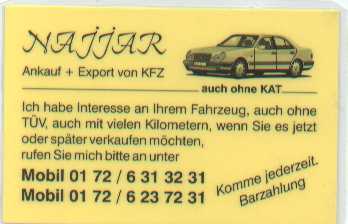 NAJJAR
Ankauf + Export von KFZ
auch ohne KAT
Ich habe Interesse an Ihrem Fahrzeug, auch ohne
TÜV, auch mit vielen Kilometern, wenn Sie es jetzt
oder später verkaufen möchten,
rufen Sie mich bitte an unter
Mobil 01 72 / 6 31 32 31
Mobil 01 72 / 6 23 72 31
Komme jederzeit.
Barzahlung